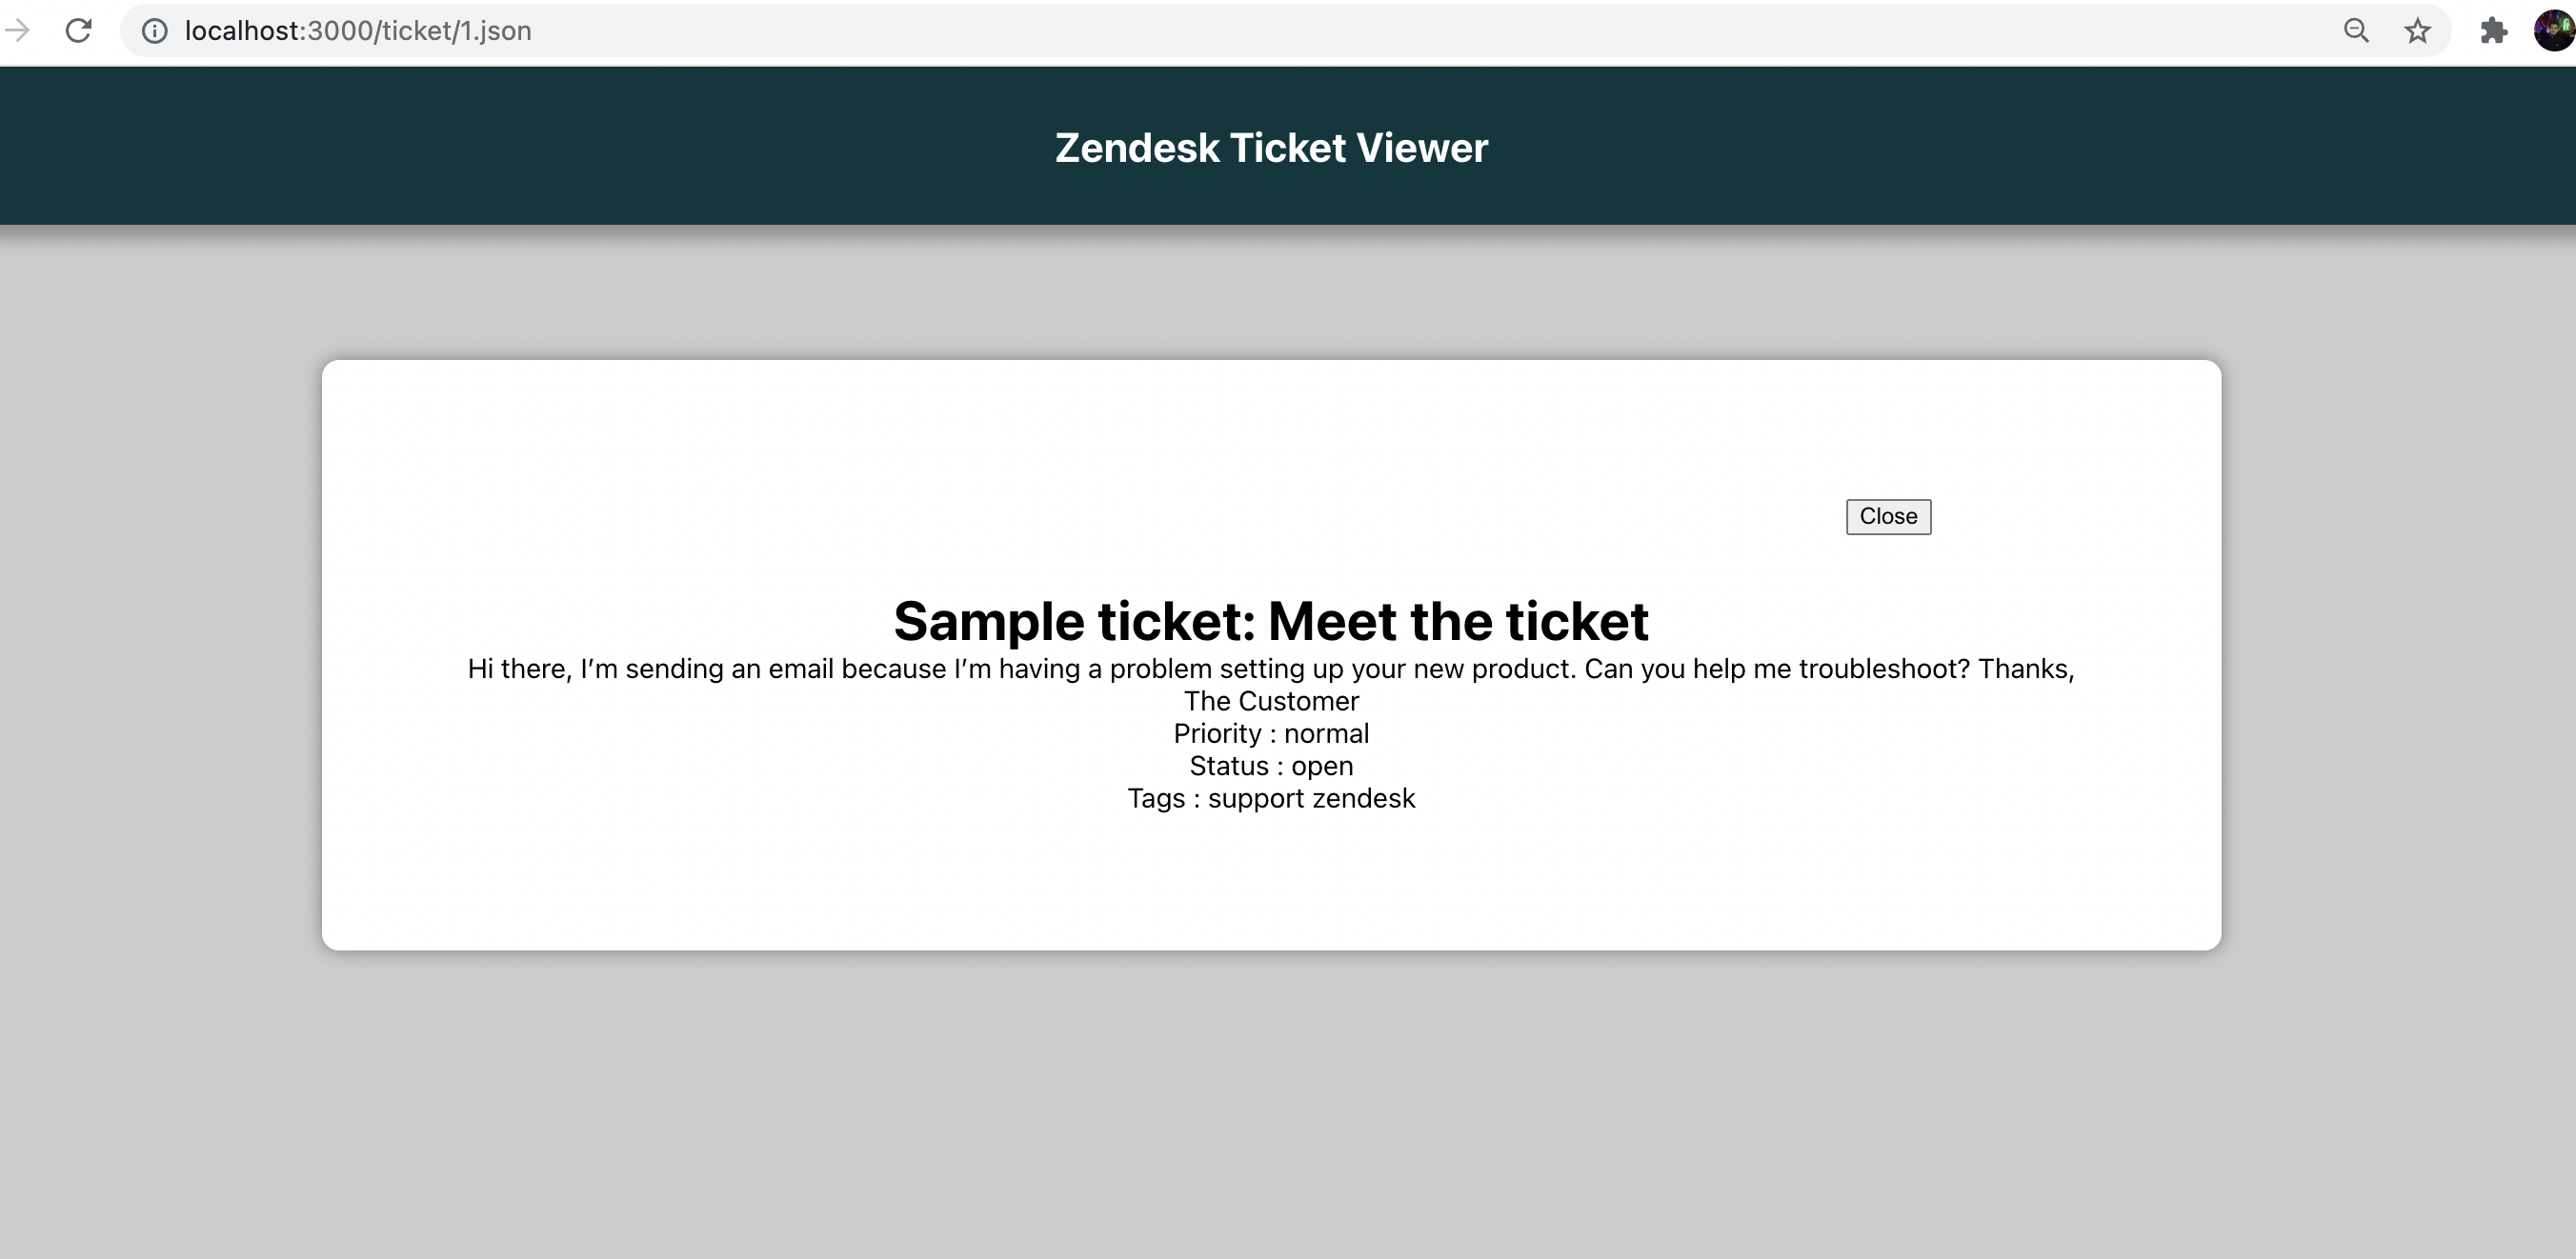 localhost:3000/ticket/1.json
Zendesk Ticket Viewer
Close
Sample ticket: Meet the ticket
Hi there, I’m sending an email because I’m having a problem setting up your new product. Can you help me troubleshoot? Thanks,
The Customer
Priority : normal
Status : open
Tags : support zendesk